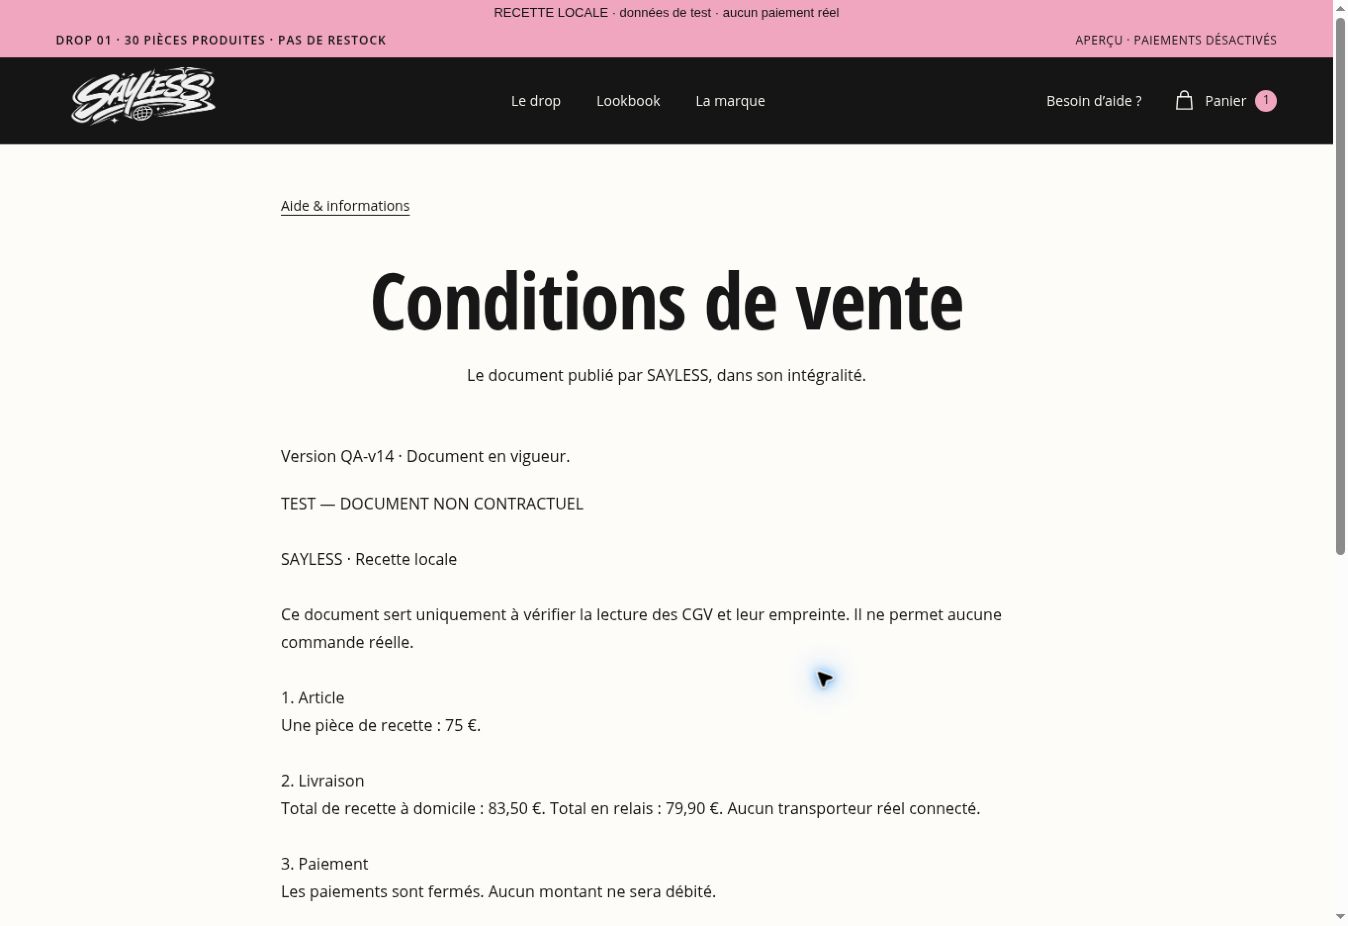 RECETTE LOCALE · données de test · aucun paiement réel
DROP 01 · 30 PIÈCES PRODUITES · PAS DE RESTOCK
APERÇU · PAIEMENTS DÉSACTIVÉS
SAYLESS
Le drop
Lookbook
La marque
Besoin d’aide ?
Panier
1
Aide & informations
Conditions de vente
Le document publié par SAYLESS, dans son intégralité.
Version QA-v14 · Document en vigueur.
TEST — DOCUMENT NON CONTRACTUEL
SAYLESS · Recette locale
Ce document sert uniquement à vérifier la lecture des CGV et leur empreinte. Il ne permet aucune
commande réelle.
1. Article
Une pièce de recette : 75 €.
2. Livraison
Total de recette à domicile : 83,50 €. Total en relais : 79,90 €. Aucun transporteur réel connecté.
3. Paiement
Les paiements sont fermés. Aucun montant ne sera débité.